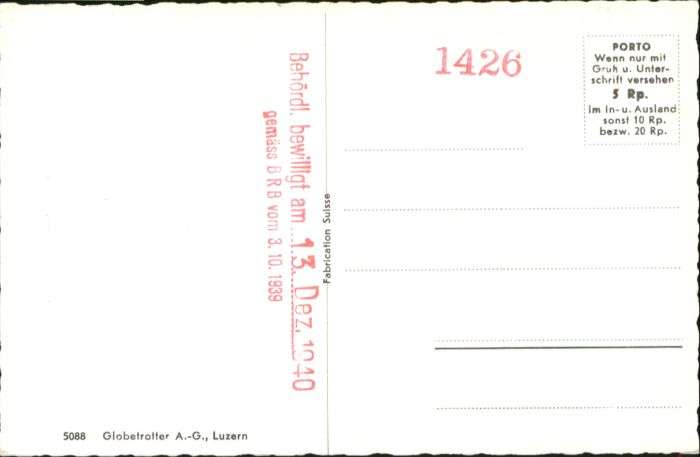 Behördl. bewilligt am 13. Dez. 1940
gemäss B R B vom 3. 10. 1939
Fabrication Suisse
1426
PORTO
Wenn nur mit
Gruß u. Unter-
schrift versehen
5 Rp.
im In- u. Ausland
sonst 10 Rp.
bezw. 20 Rp.
5088 Globetrotter A.-G., Luzern